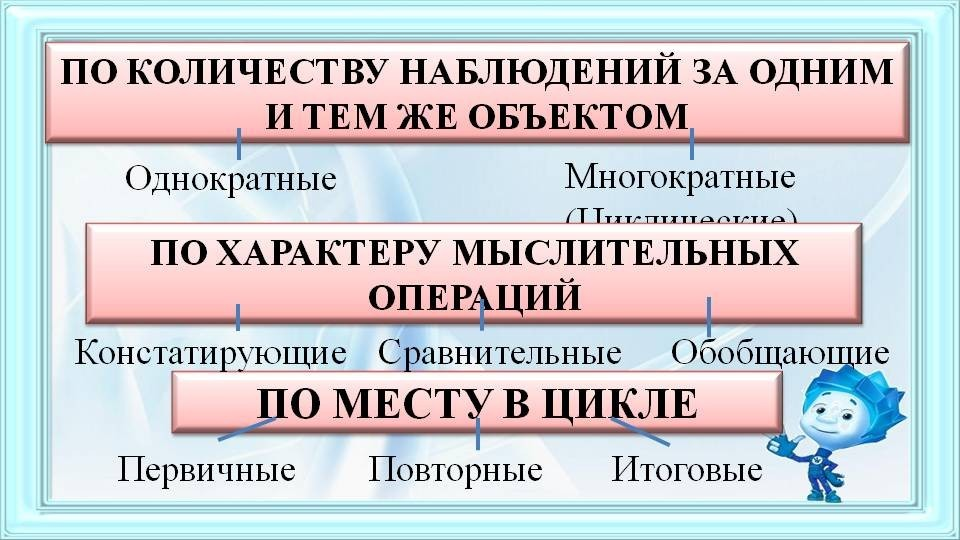 ПО КОЛИЧЕСТВУ НАБЛЮДЕНИЙ ЗА ОДНИМ
И ТЕМ ЖЕ ОБЪЕКТОМ
Однократные Многократные
(Циклические)
ПО ХАРАКТЕРУ МЫСЛИТЕЛЬНЫХ
ОПЕРАЦИЙ
Констатирующие Сравнительные Обобщающие
ПО МЕСТУ В ЦИКЛЕ
Первичные Повторные Итоговые